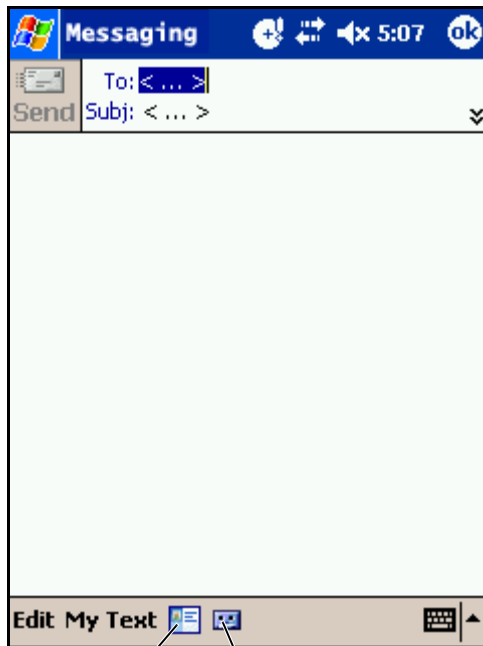 Messaging 5:07 ok
To: < ... >
Send Subj: < ... >
Edit My Text